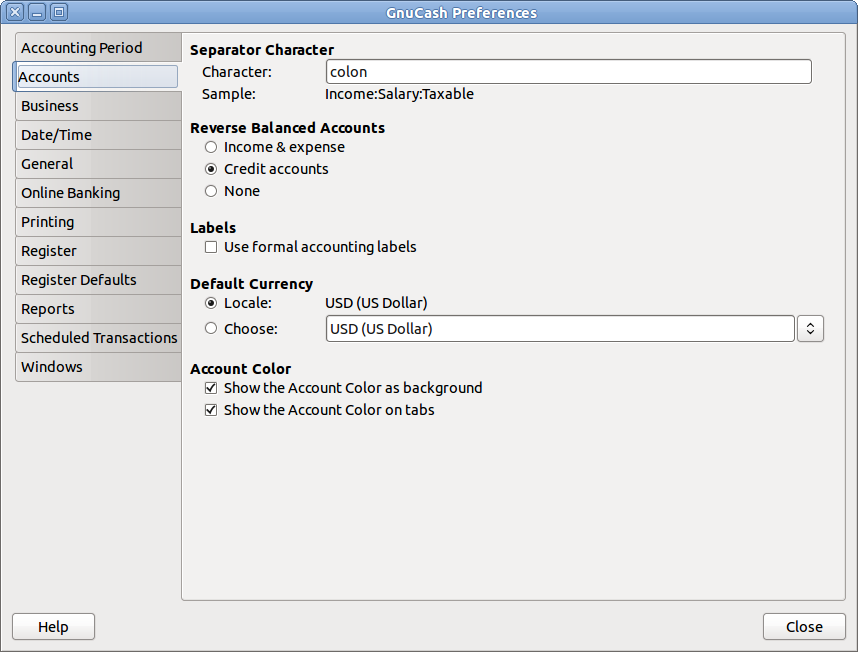 GnuCash Preferences
Accounting Period
Accounts
Business
Date/Time
General
Online Banking
Printing
Register
Register Defaults
Reports
Scheduled Transactions
Windows
Separator Character
Character: colon
Sample: Income:Salary:Taxable
Reverse Balanced Accounts
Income & expense
Credit accounts
None
Labels
Use formal accounting labels
Default Currency
Locale: USD (US Dollar)
Choose: USD (US Dollar)
Account Color
Show the Account Color as background
Show the Account Color on tabs
Help
Close